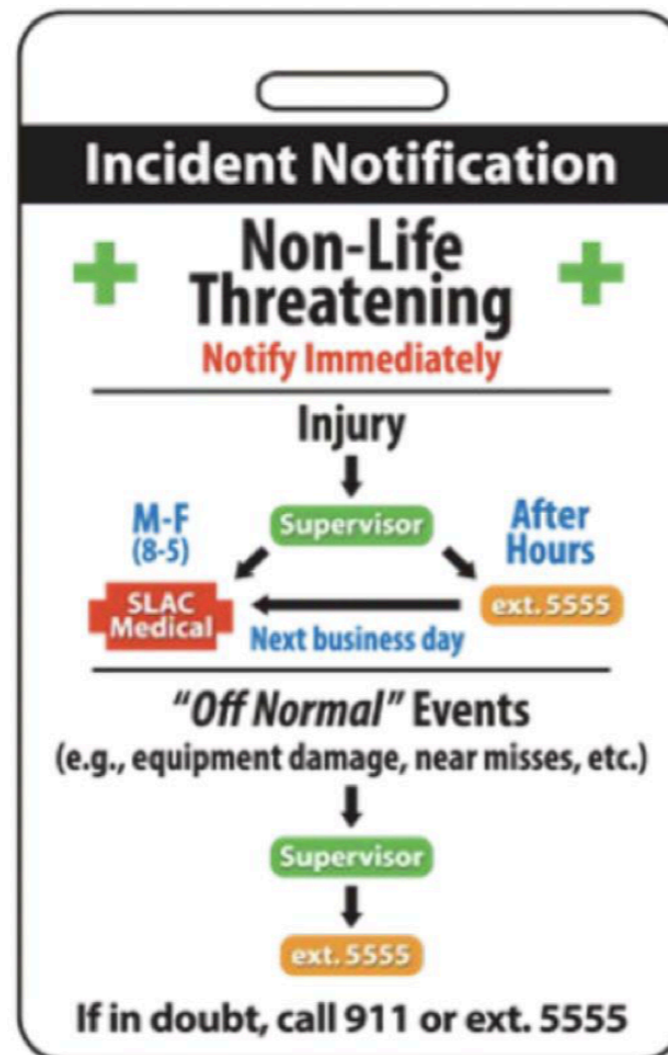 Incident Notification
Non-Life
Threatening
Notify Immediately
Injury
M-F
(8-5)
Supervisor
After
Hours
SLAC
Medical
ext. 5555
Next business day
“Off Normal” Events
(e.g., equipment damage, near misses, etc.)
Supervisor
ext. 5555
If in doubt, call 911 or ext. 5555